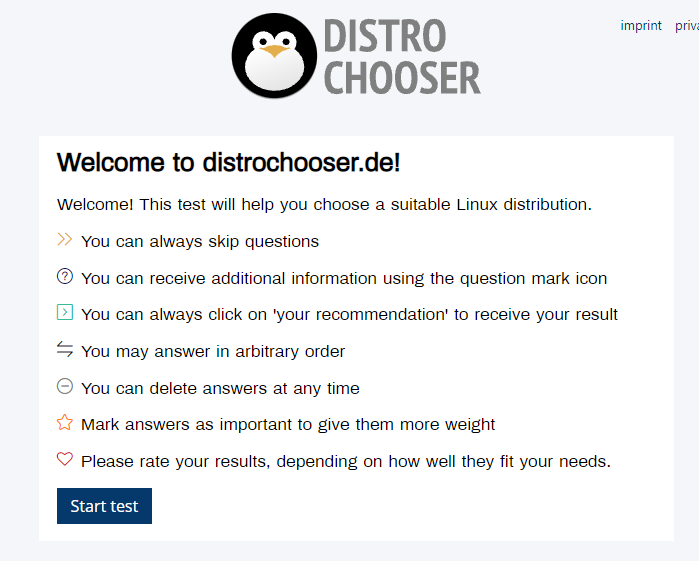 DISTRO
CHOOSER
imprint
Welcome to distrochooser.de!
Welcome! This test will help you choose a suitable Linux distribution.
You can always skip questions
You can receive additional information using the question mark icon
You can always click on 'your recommendation' to receive your result
You may answer in arbitrary order
You can delete answers at any time
Mark answers as important to give them more weight
Please rate your results, depending on how well they fit your needs.
Start test